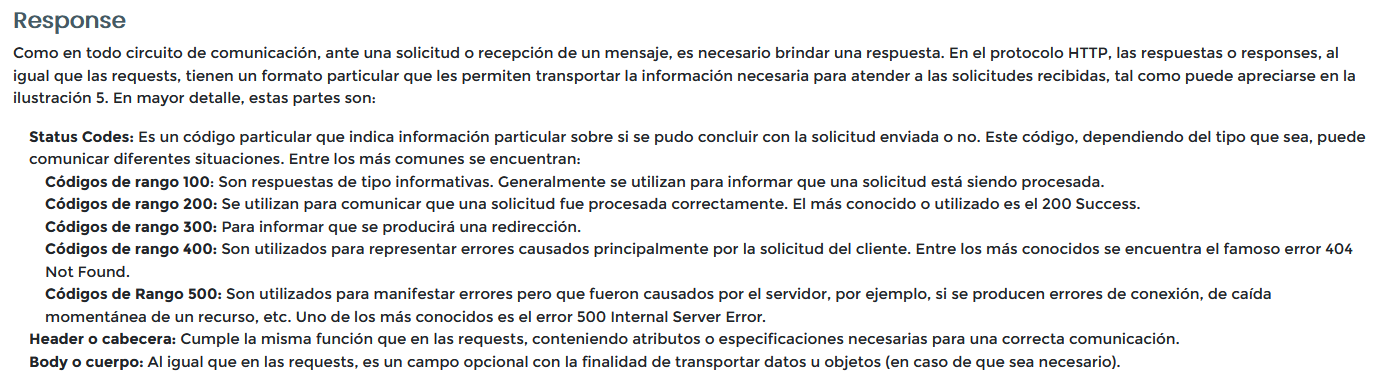 Response
Como en todo circuito de comunicación, ante una solicitud o recepción de un mensaje, es necesario brindar una respuesta. En el protocolo HTTP, las respuestas o responses, al
igual que las requests, tienen un formato particular que les permiten transportar la información necesaria para atender a las solicitudes recibidas, tal como puede apreciarse en la
ilustración 5. En mayor detalle, estas partes son:
Status Codes: Es un código particular que indica información particular sobre si se pudo concluir con la solicitud enviada o no. Este código, dependiendo del tipo que sea, puede
comunicar diferentes situaciones. Entre los más comunes se encuentran:
Códigos de rango 100: Son respuestas de tipo informativas. Generalmente se utilizan para informar que una solicitud está siendo procesada.
Códigos de rango 200: Se utilizan para comunicar que una solicitud fue procesada correctamente. El más conocido o utilizado es el 200 Success.
Códigos de rango 300: Para informar que se producirá una redirección.
Códigos de rango 400: Son utilizados para representar errores causados principalmente por la solicitud del cliente. Entre los más conocidos se encuentra el famoso error 404
Not Found.
Códigos de Rango 500: Son utilizados para manifestar errores pero que fueron causados por el servidor, por ejemplo, si se producen errores de conexión, de caída
momentánea de un recurso, etc. Uno de los más conocidos es el error 500 Internal Server Error.
Header o cabecera: Cumple la misma función que en las requests, conteniendo atributos o especificaciones necesarias para una correcta comunicación.
Body o cuerpo: Al igual que en las requests, es un campo opcional con la finalidad de transportar datos u objetos (en caso de que sea necesario).